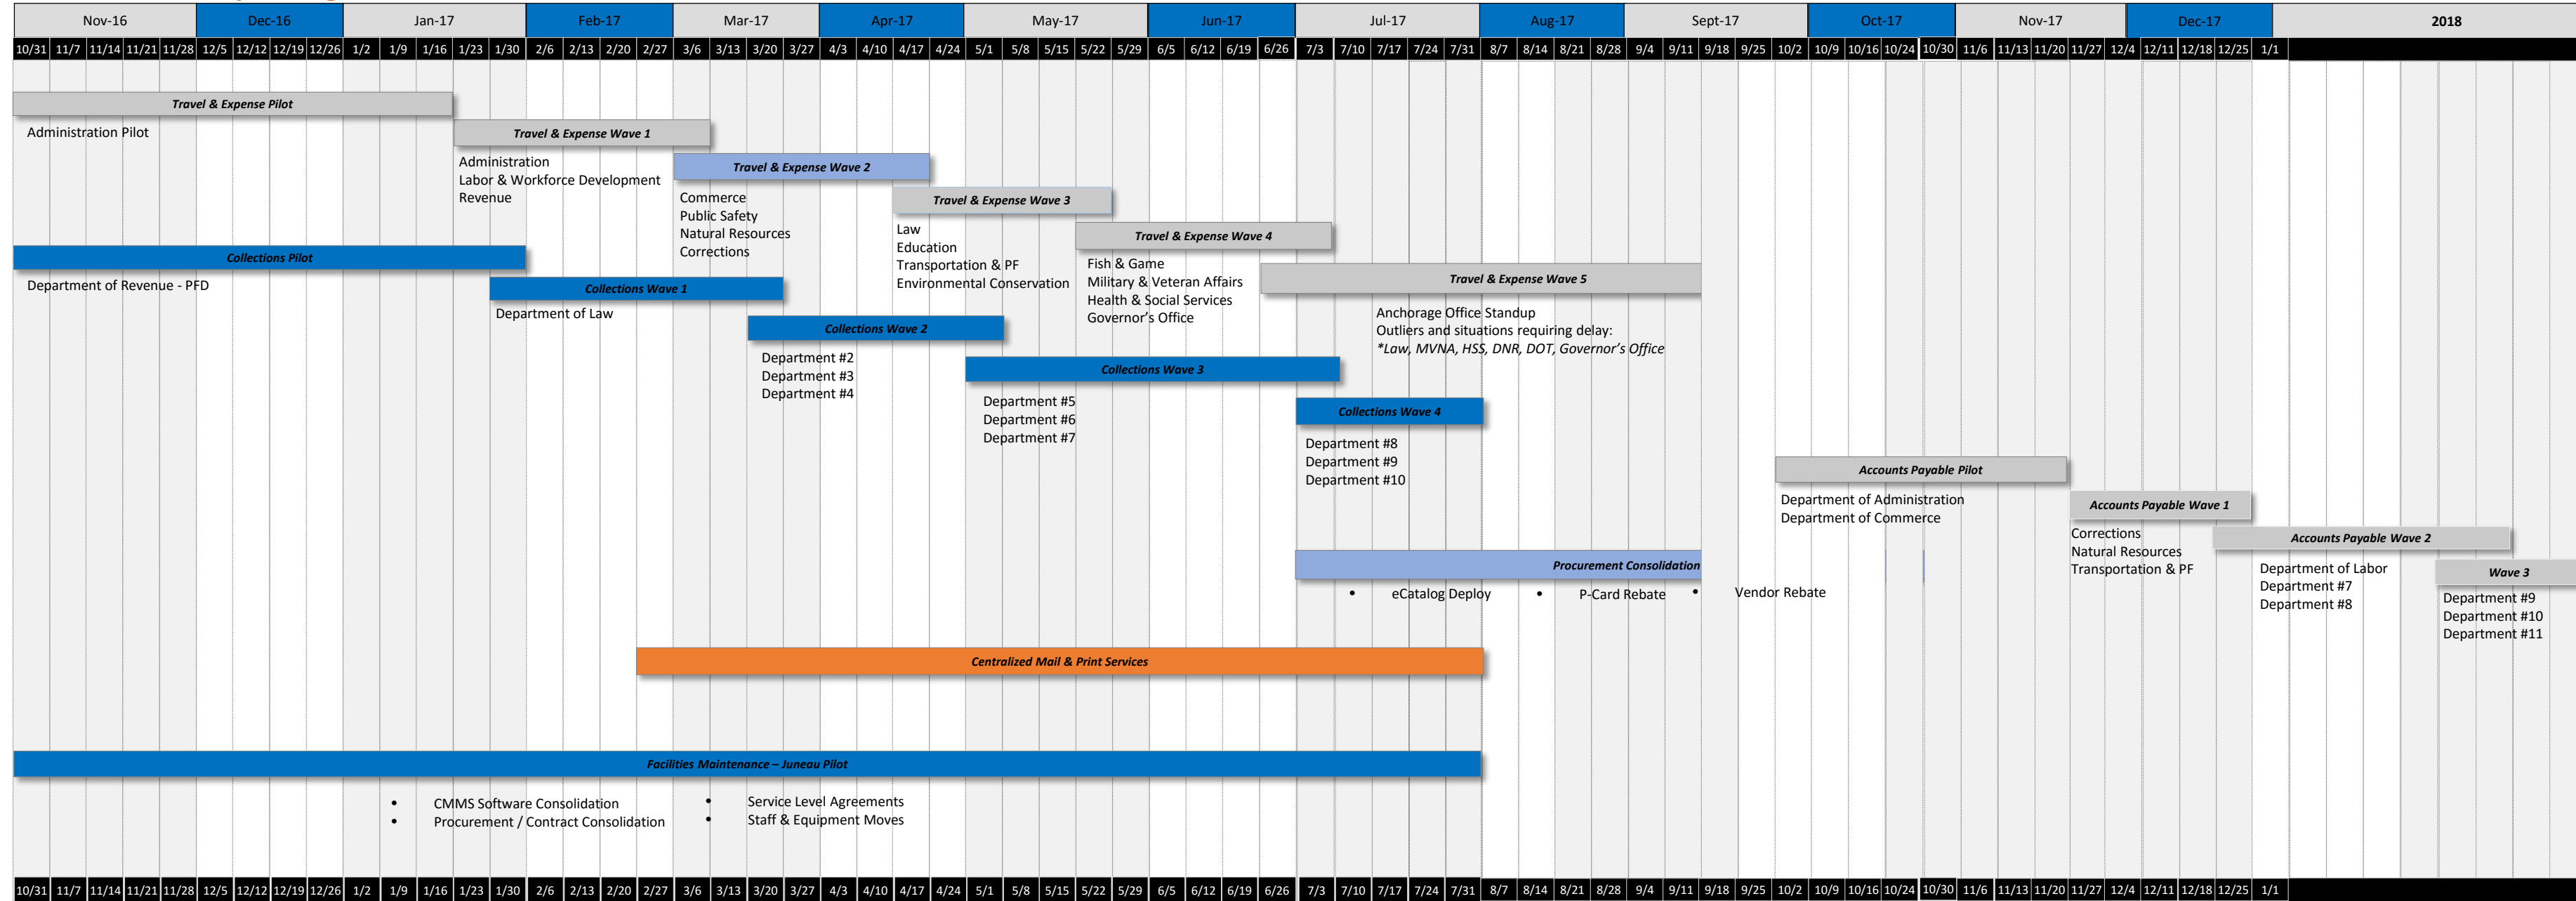 Nov-16 Dec-16 Jan-17 Feb-17 Mar-17 Apr-17 May-17 Jun-17 Jul-17 Aug-17 Sept-17 Oct-17 Nov-17 Dec-17 2018
10/31 11/7 11/14 11/21 11/28 12/5 12/12 12/19 12/26 1/2 1/9 1/16 1/23 1/30 2/6 2/13 2/20 2/27 3/6 3/13 3/20 3/27 4/3 4/10 4/17 4/24 5/1 5/8 5/15 5/22 5/29 6/5 6/12 6/19 6/26 7/3 7/10 7/17 7/24 7/31 8/7 8/14 8/21 8/28 9/4 9/11 9/18 9/25 10/2 10/9 10/16 10/24 10/30 11/6 11/13 11/20 11/27 12/4 12/11 12/18 12/25 1/1
Travel & Expense Pilot
Administration Pilot
Travel & Expense Wave 1
Administration
Labor & Workforce Development
Revenue
Travel & Expense Wave 2
Commerce
Public Safety
Natural Resources
Corrections
Travel & Expense Wave 3
Law
Education
Transportation & PF
Environmental Conservation
Travel & Expense Wave 4
Fish & Game
Military & Veteran Affairs
Health & Social Services
Governor's Office
Travel & Expense Wave 5
Anchorage Office Standup
Outliers and situations requiring delay:
*Law, MVNA, HSS, DNR, DOT, Governor's Office
Collections Pilot
Department of Revenue - PFD
Collections Wave 1
Department of Law
Collections Wave 2
Department #2
Department #3
Department #4
Collections Wave 3
Department #5
Department #6
Department #7
Collections Wave 4
Department #8
Department #9
Department #10
Accounts Payable Pilot
Department of Administration
Department of Commerce
Accounts Payable Wave 1
Corrections
Natural Resources
Transportation & PF
Accounts Payable Wave 2
Department of Labor
Department #7
Department #8
Wave 3
Department #9
Department #10
Department #11
Procurement Consolidation
• eCatalog Deploy • P-Card Rebate • Vendor Rebate
Centralized Mail & Print Services
Facilities Maintenance – Juneau Pilot
• CMMS Software Consolidation
• Procurement / Contract Consolidation
• Service Level Agreements
• Staff & Equipment Moves
10/31 11/7 11/14 11/21 11/28 12/5 12/12 12/19 12/26 1/2 1/9 1/16 1/23 1/30 2/6 2/13 2/20 2/27 3/6 3/13 3/20 3/27 4/3 4/10 4/17 4/24 5/1 5/8 5/15 5/22 5/29 6/5 6/12 6/19 6/26 7/3 7/10 7/17 7/24 7/31 8/7 8/14 8/21 8/28 9/4 9/11 9/18 9/25 10/2 10/9 10/16 10/24 10/30 11/6 11/13 11/20 11/27 12/4 12/11 12/18 12/25 1/1